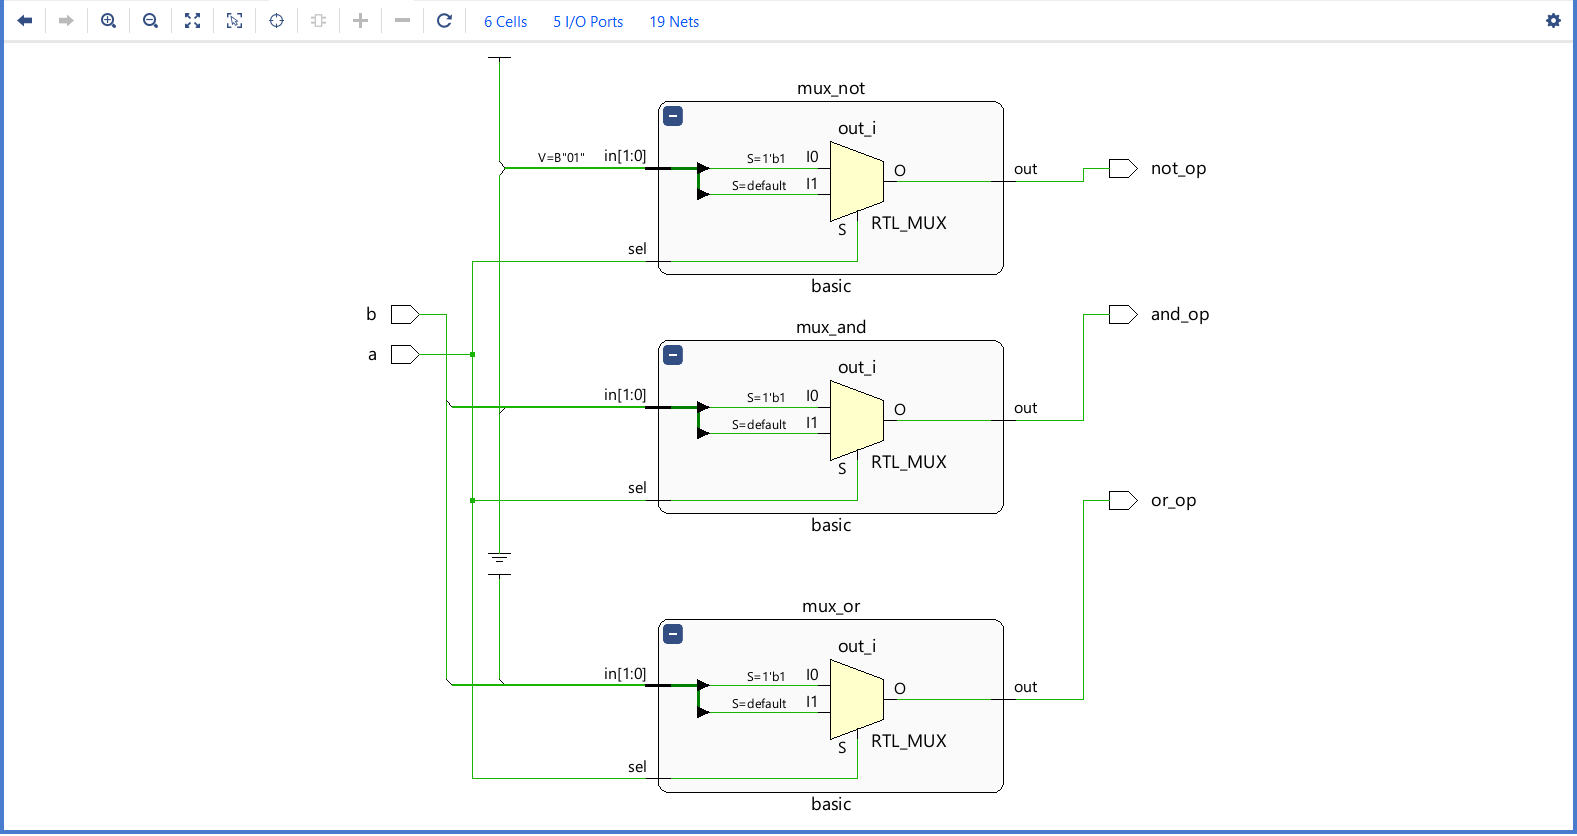 6 Cells 5 I/O Ports 19 Nets
mux_not
out_i
V=B"01" in[1:0] S=1'b1 I0
S=default I1 O out not_op
S RTL_MUX
sel
basic
b and_op
mux_and
a
out_i
in[1:0] S=1'b1 I0
S=default I1 O out
S RTL_MUX
sel
or_op
basic
mux_or
out_i
in[1:0] S=1'b1 I0
S=default I1 O out
S RTL_MUX
sel
basic